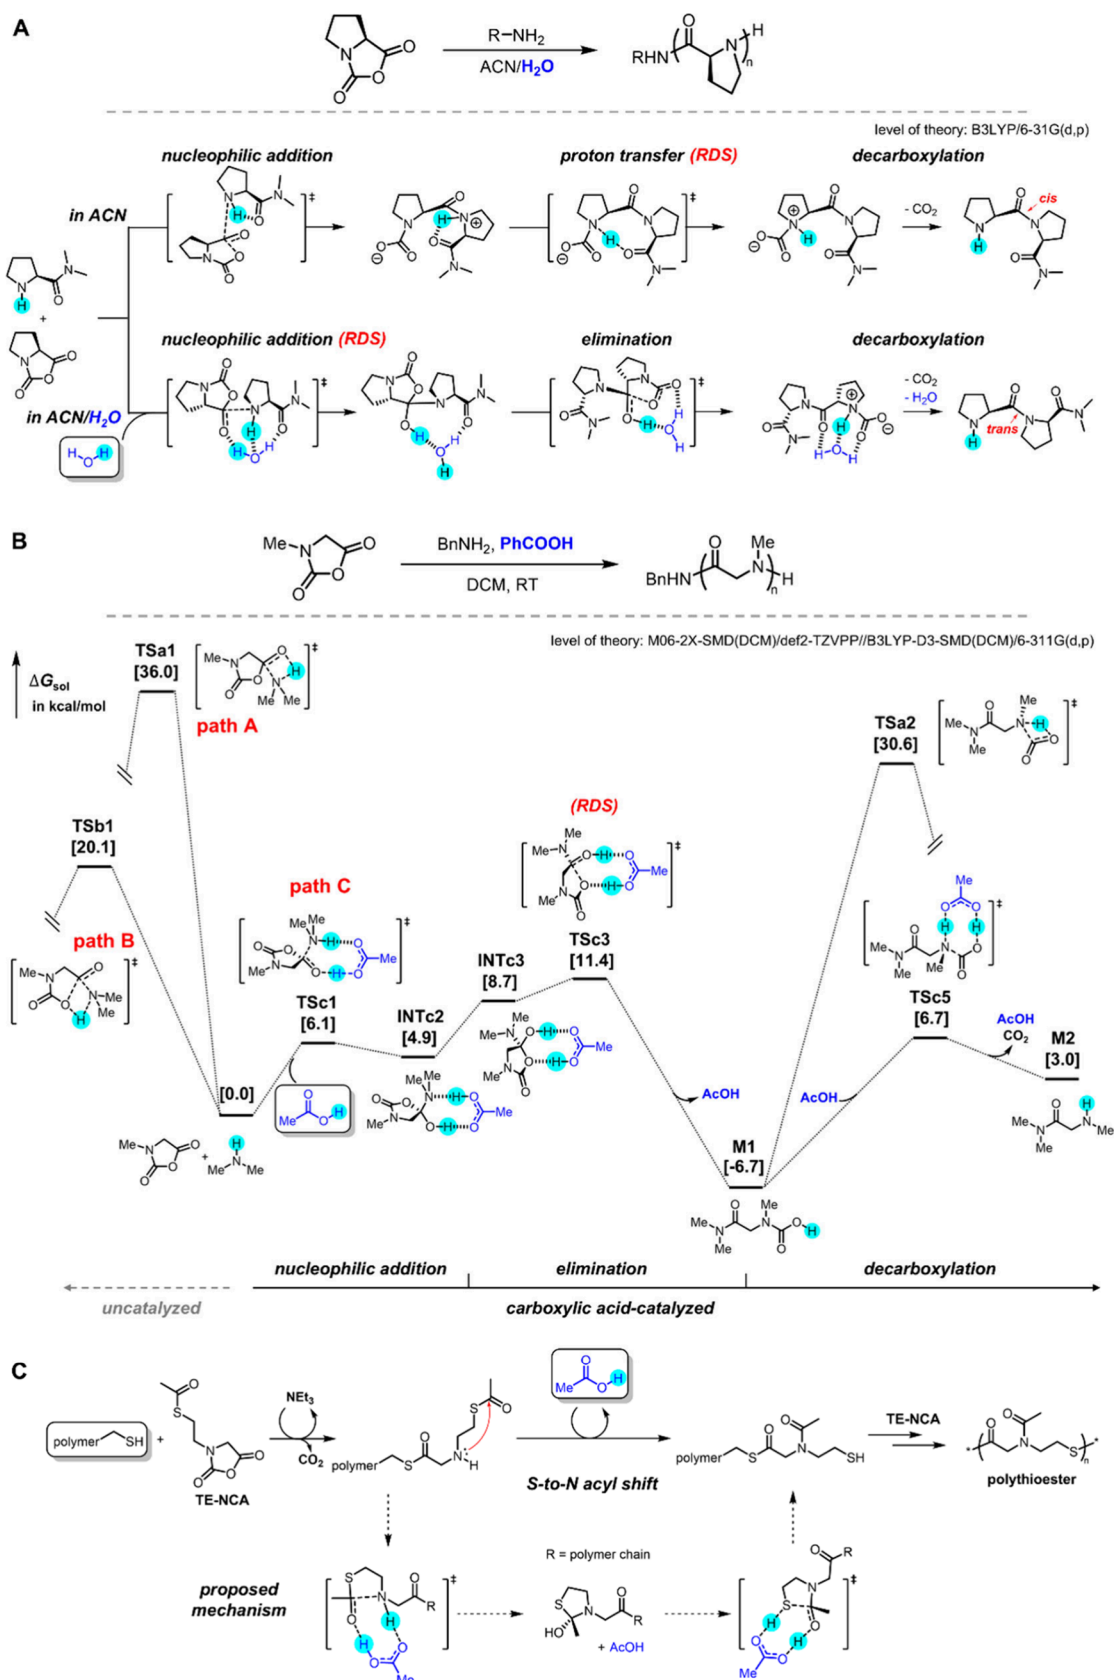 A
R–NH₂
ACN/H₂O
RHN
O
N
H
n
level of theory: B3LYP/6-31G(d,p)
nucleophilic addition
proton transfer (RDS)
decarboxylation
in ACN
- CO₂
cis
nucleophilic addition (RDS)
elimination
decarboxylation
in ACN/H₂O
- CO₂
- H₂O
trans
B
BnNH₂, PhCOOH
DCM, RT
Me
BnHN
level of theory: M06-2X-SMD(DCM)/def2-TZVPP//B3LYP-D3-SMD(DCM)/6-311G(d,p)
ΔGsol
in kcal/mol
TSa1
[36.0]
path A
TSa2
[30.6]
TSb1
[20.1]
path B
(RDS)
path C
TSc3
[11.4]
INTc3
[8.7]
TSc1
[6.1]
INTc2
[4.9]
TSc5
[6.7]
AcOH
CO₂
M2
[3.0]
[0.0]
AcOH
AcOH
M1
[-6.7]
nucleophilic addition
elimination
decarboxylation
uncatalyzed
carboxylic acid-catalyzed
C
polymer
SH
+
TE-NCA
NEt₃
CO₂
polymer
S-to-N acyl shift
polymer
SH
TE-NCA
polythioester
R = polymer chain
proposed
mechanism
HO
+ AcOH